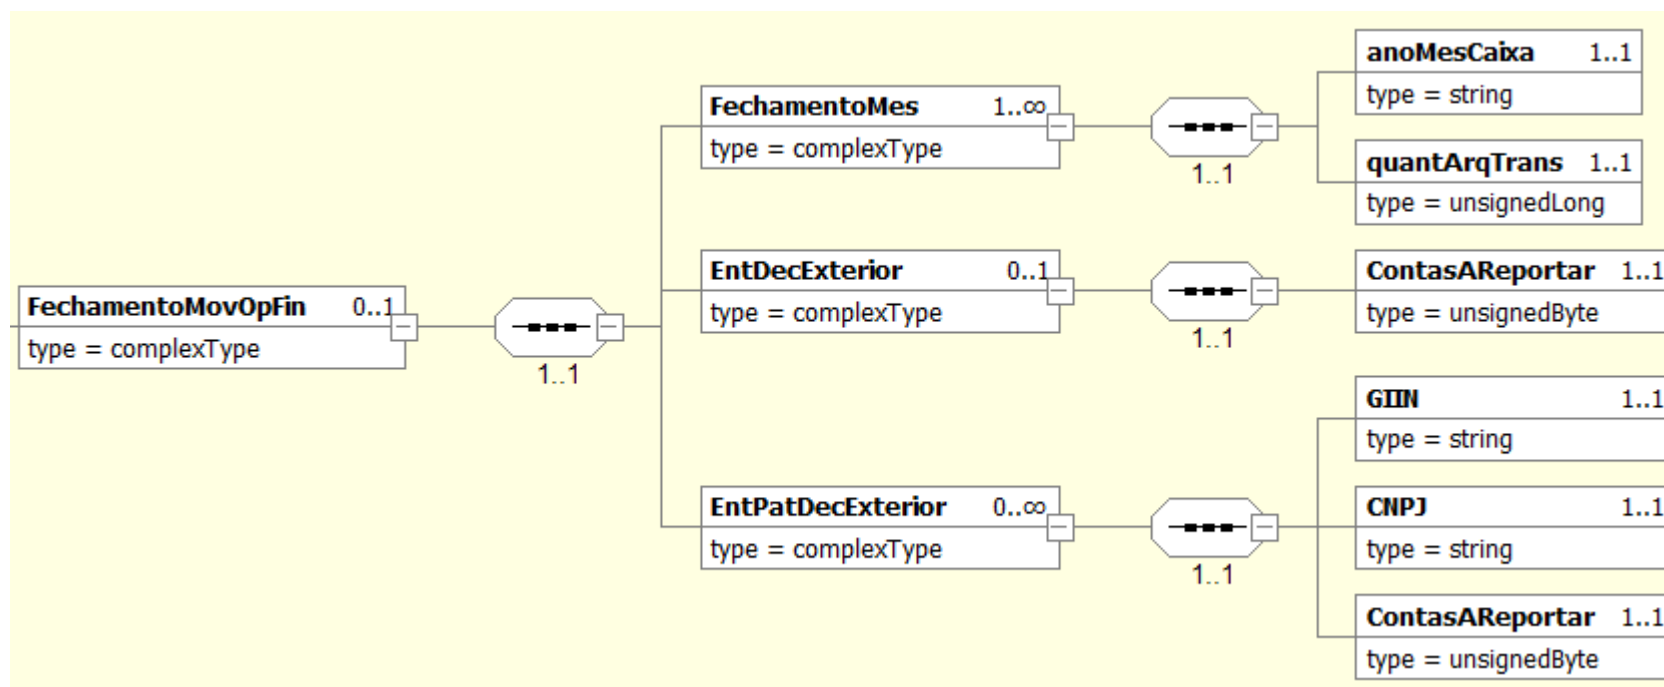 FechamentoMovOpFin 0..1
type = complexType
1..1
FechamentoMes 1..∞
type = complexType
1..1
anoMesCaixa 1..1
type = string
quantArqTrans 1..1
type = unsignedLong
EntDecExterior 0..1
type = complexType
1..1
ContasAReportar 1..1
type = unsignedByte
EntPatDecExterior 0..∞
type = complexType
1..1
GIIN 1..1
type = string
CNPJ 1..1
type = string
ContasAReportar 1..1
type = unsignedByte